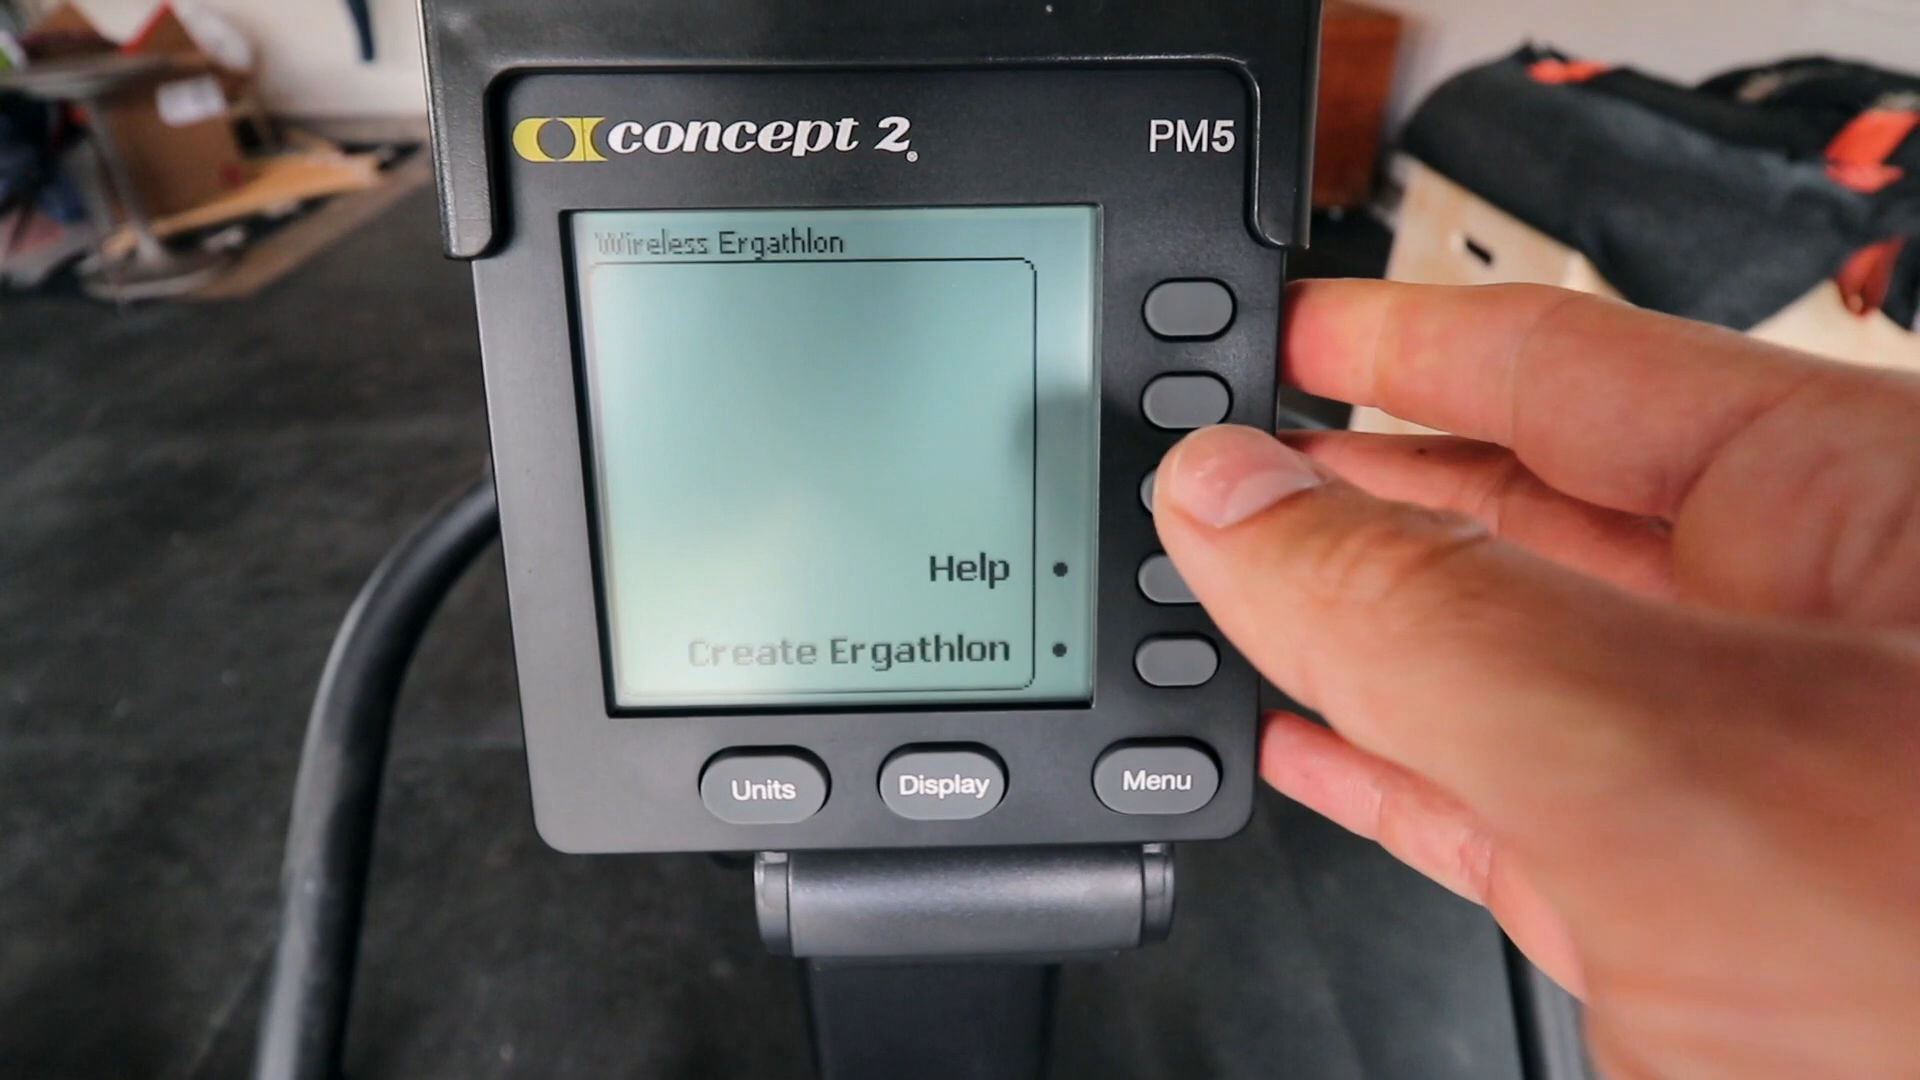 concept 2®
PM5
Wireless Ergathlon
Help
Create Ergathlon
Units
Display
Menu